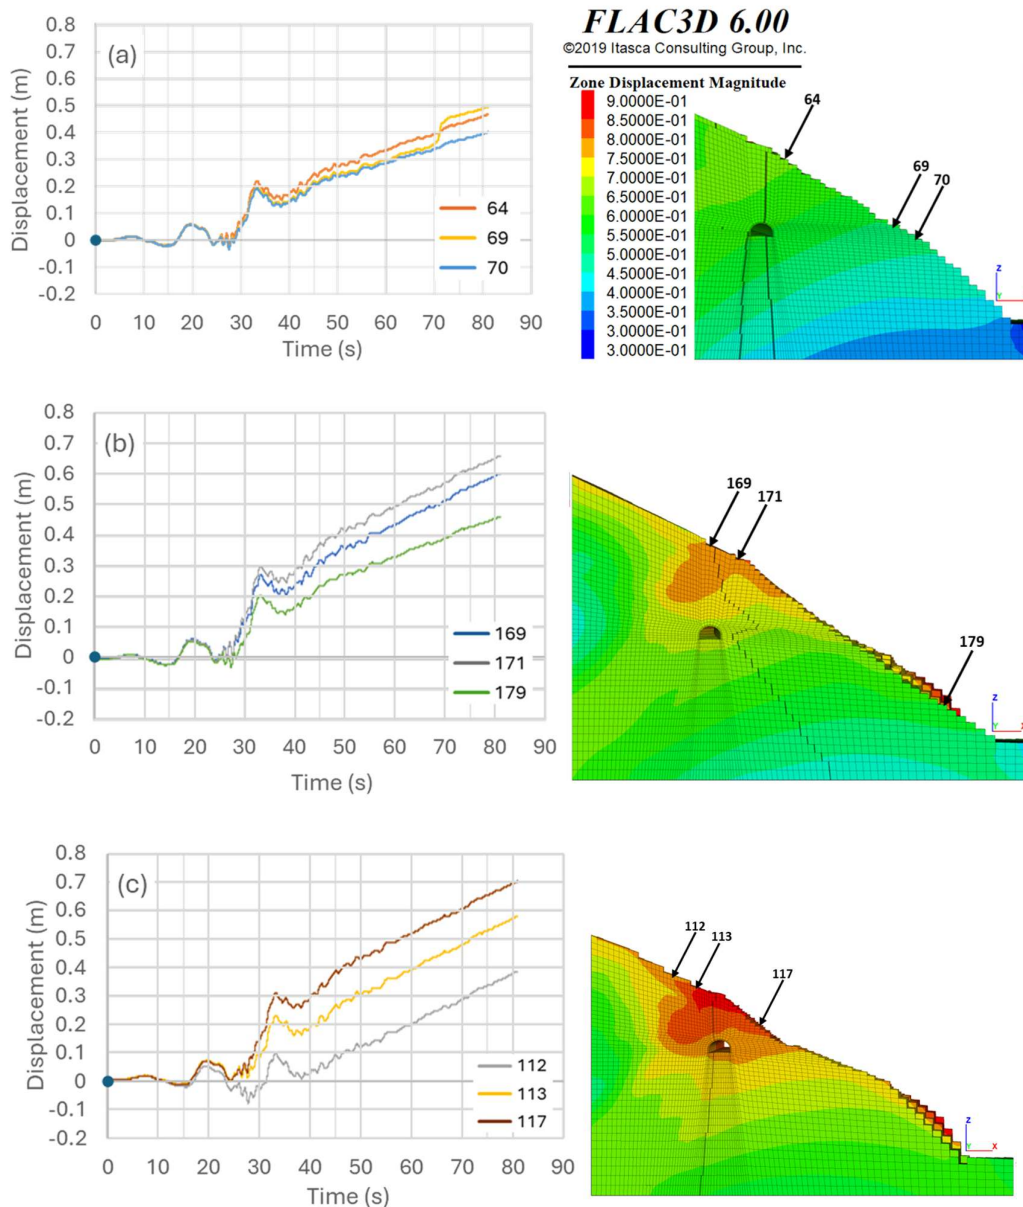 (a)
Displacement (m)
0.8
0.7
0.6
0.5
0.4
0.3
0.2
0.1
0
-0.1
-0.2
64
69
70
0 10 20 30 40 50 60 70 80 90
Time (s)
FLAC3D 6.00
©2019 Itasca Consulting Group, Inc.
Zone Displacement Magnitude
9.0000E-01
8.5000E-01
8.0000E-01
7.5000E-01
7.0000E-01
6.5000E-01
6.0000E-01
5.5000E-01
5.0000E-01
4.5000E-01
4.0000E-01
3.5000E-01
3.0000E-01
3.0000E-01
64
69
70
Z
Y
(b)
Displacement (m)
0.8
0.7
0.6
0.5
0.4
0.3
0.2
0.1
0
-0.1
-0.2
169
171
179
0 10 20 30 40 50 60 70 80 90
Time (s)
169
171
179
Z
Y X
(c)
Displacement (m)
0.8
0.7
0.6
0.5
0.4
0.3
0.2
0.1
0
-0.1
-0.2
112
113
117
0 10 20 30 40 50 60 70 80 90
Time (s)
112
113
117
Z
Y X